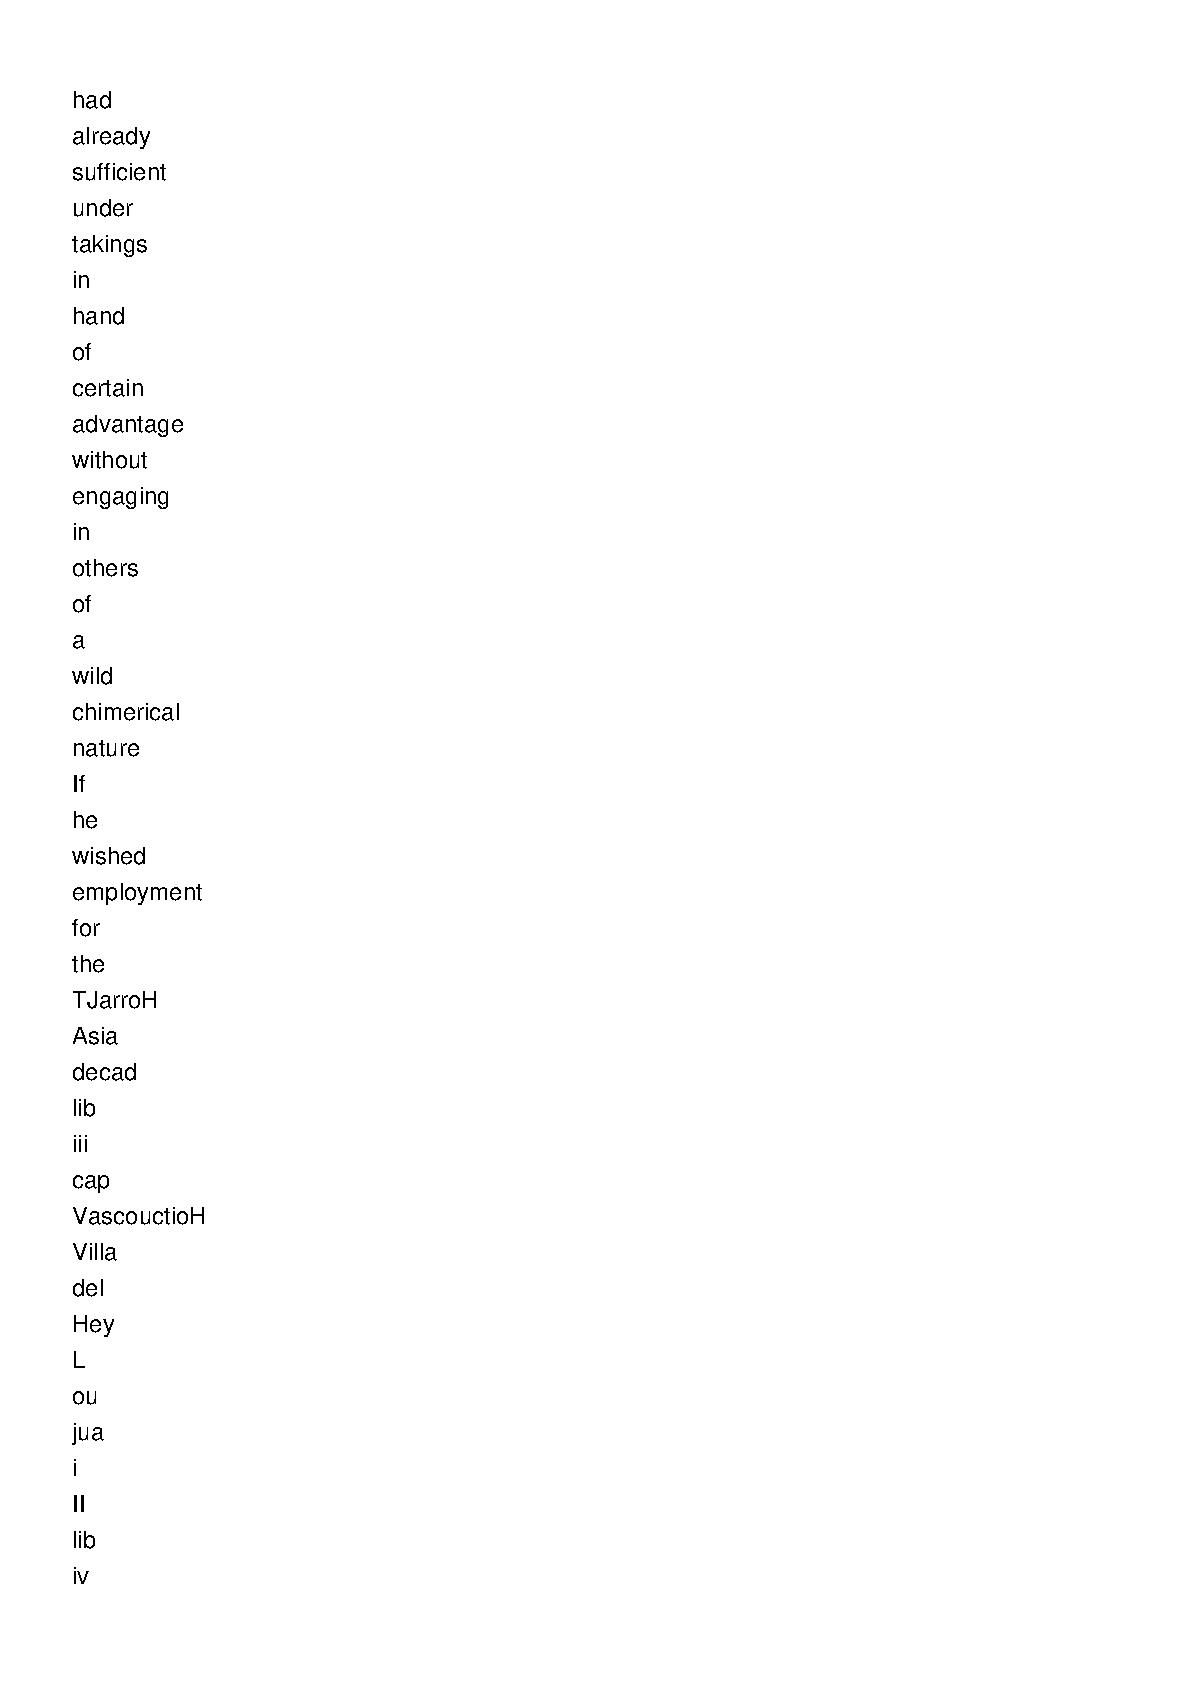 had
already
sufficient
under
takings
in
hand
of
certain
advantage
without
engaging
in
others
of
a
wild
chimerical
nature
If
he
wished
employment
for
the
TJarroH
Asia
decad
lib
iii
cap
VascouctioH
Villa
del
Hey
L
ou
jua
i
II
lib
iv